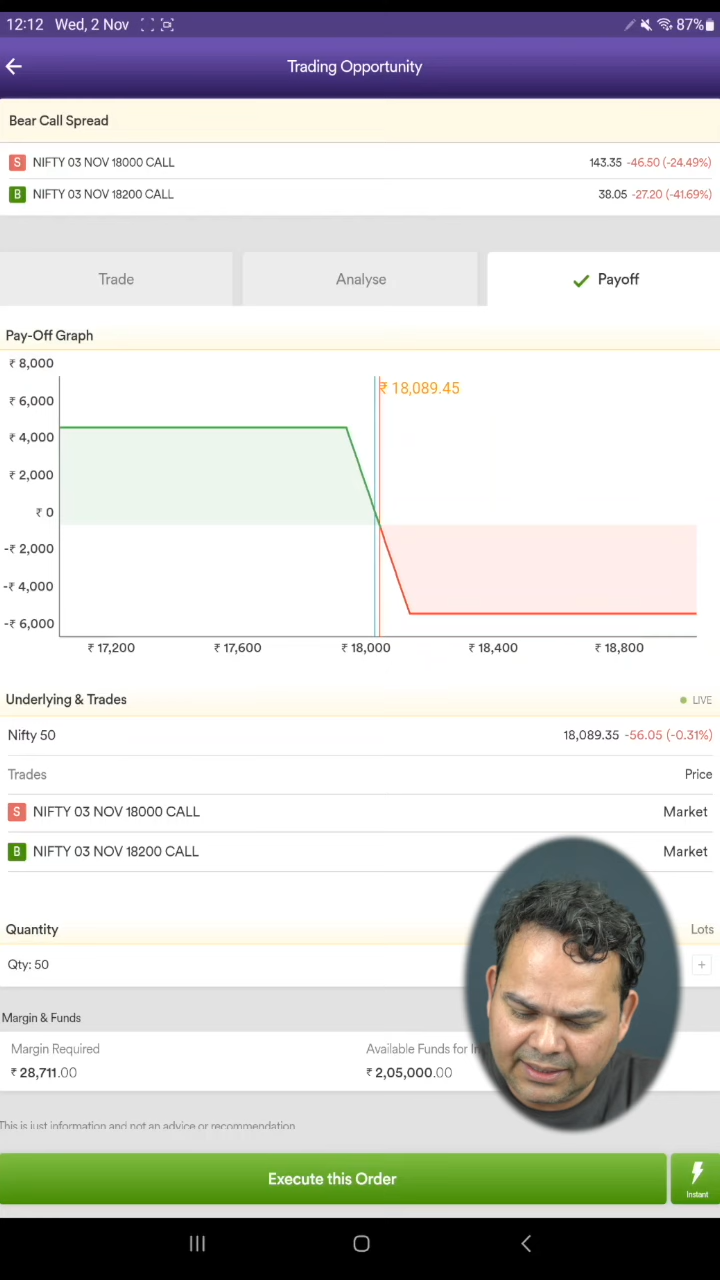 12:12 Wed, 2 Nov 87%
Trading Opportunity
Bear Call Spread
S NIFTY 03 NOV 18000 CALL 143.35 -46.50 (-24.49%)
B NIFTY 03 NOV 18200 CALL 38.05 -27.20 (-41.69%)
Trade Analyse Payoff
Pay-Off Graph
₹ 8,000
₹ 18,089.45
₹ 6,000
₹ 4,000
₹ 2,000
₹ 0
-₹ 2,000
-₹ 4,000
-₹ 6,000
₹ 17,200 ₹ 17,600 ₹ 18,000 ₹ 18,400 ₹ 18,800
Underlying & Trades LIVE
Nifty 50 18,089.35 -56.05 (-0.31%)
Trades Price
S NIFTY 03 NOV 18000 CALL Market
B NIFTY 03 NOV 18200 CALL Market
Quantity Lots
Qty: 50 +
Margin & Funds
Margin Required Available Funds for
₹ 28,711.00 ₹ 2,05,000.00
This is just information and not an advice or recommendation
Execute this Order Instant